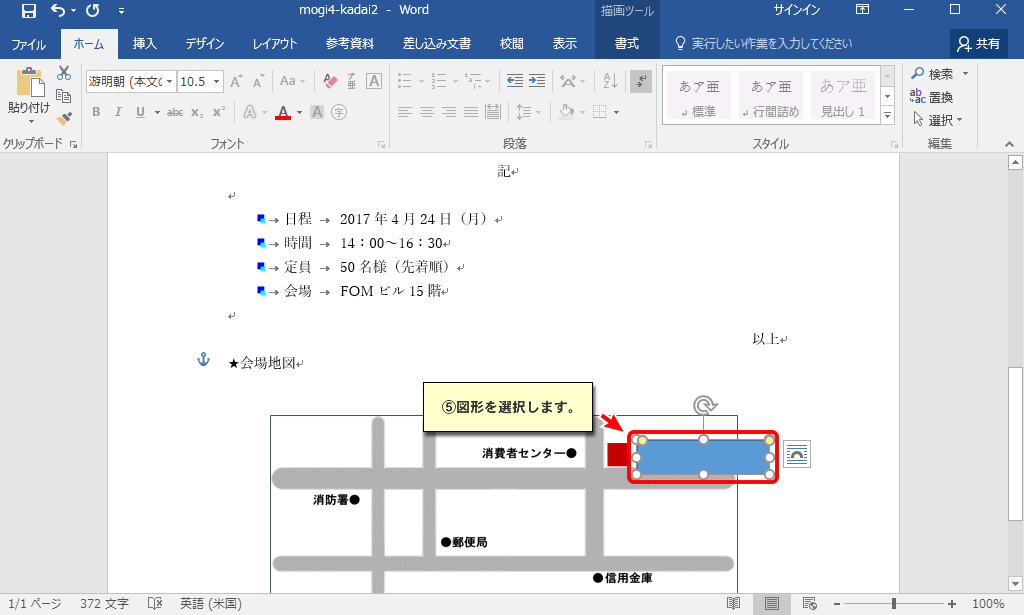 mogi4-kadai2 - Word
描画ツール
サインイン
ファイル ホーム 挿入 デザイン レイアウト 参考資料 差し込み文書 校閲 表示 書式 実行したい作業を入力してください 共有
貼り付け
游明朝 (本文(
10.5
A A Aa 亜 A
B I U abc x₂ x² A A A 字
あア亜 あア亜 あア亜
↲ 標準 ↲ 行間詰め 見出し 1
検索
置換
選択
クリップボード フォント 段落 スタイル 編集
記↵
↵
→ 日程 → 2017 年 4 月 24 日（月）↵
→ 時間 → 14：00～16：30↵
→ 定員 → 50 名様（先着順）↵
→ 会場 → FOM ビル 15 階↵
↵
以上↵
★会場地図↵
⑤図形を選択します。
消費者センター●
消防署●
●郵便局
●信用金庫
1/1 ページ 372 文字 英語 (米国) 100%